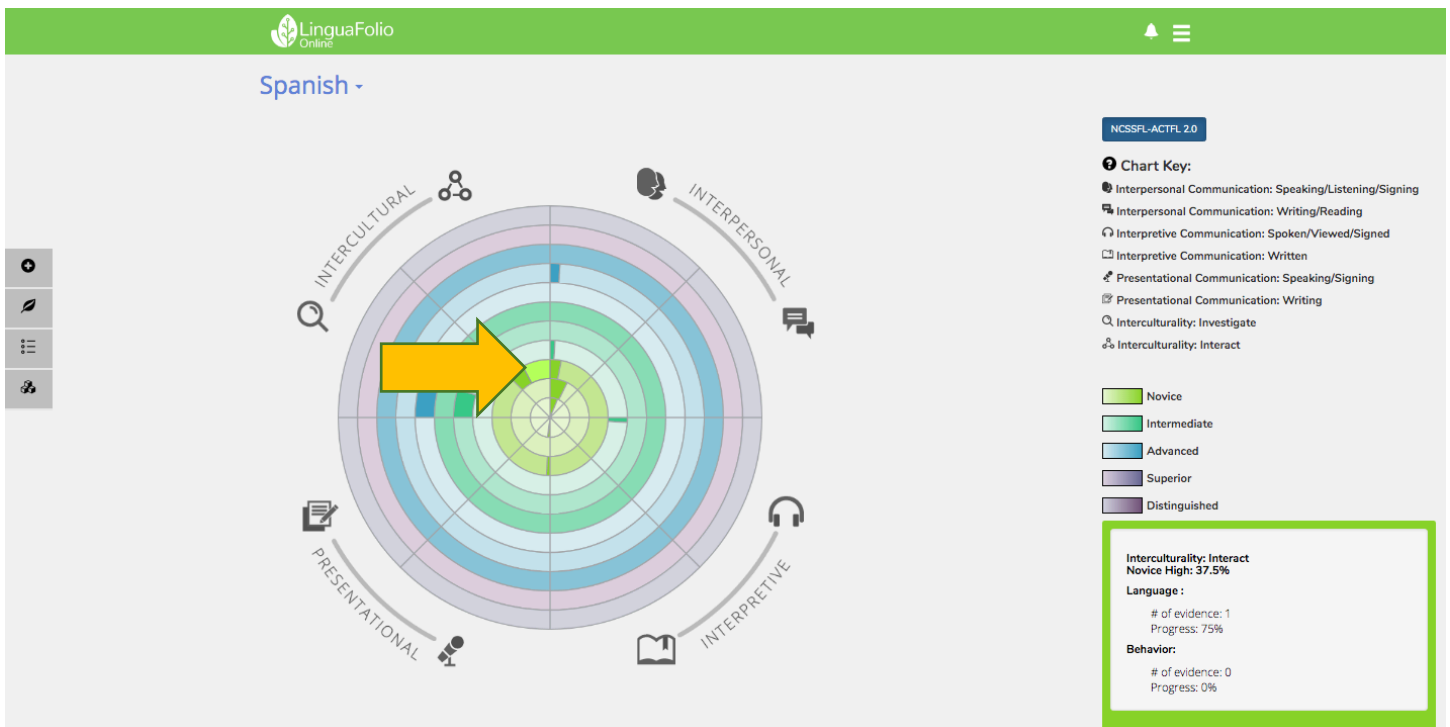 LinguaFolio
Online
Spanish
INTERCULTURAL
INTERPERSONAL
PRESENTATIONAL
INTERPRETIVE
NCSSFL-ACTFL 2.0
Chart Key:
Interpersonal Communication: Speaking/Listening/Signing
Interpersonal Communication: Writing/Reading
Interpretive Communication: Spoken/Viewed/Signed
Interpretive Communication: Written
Presentational Communication: Speaking/Signing
Presentational Communication: Writing
Interculturality: Investigate
Interculturality: Interact
Novice
Intermediate
Advanced
Superior
Distinguished
Interculturality: Interact
Novice High: 37.5%
Language :
# of evidence: 1
Progress: 75%
Behavior:
# of evidence: 0
Progress: 0%